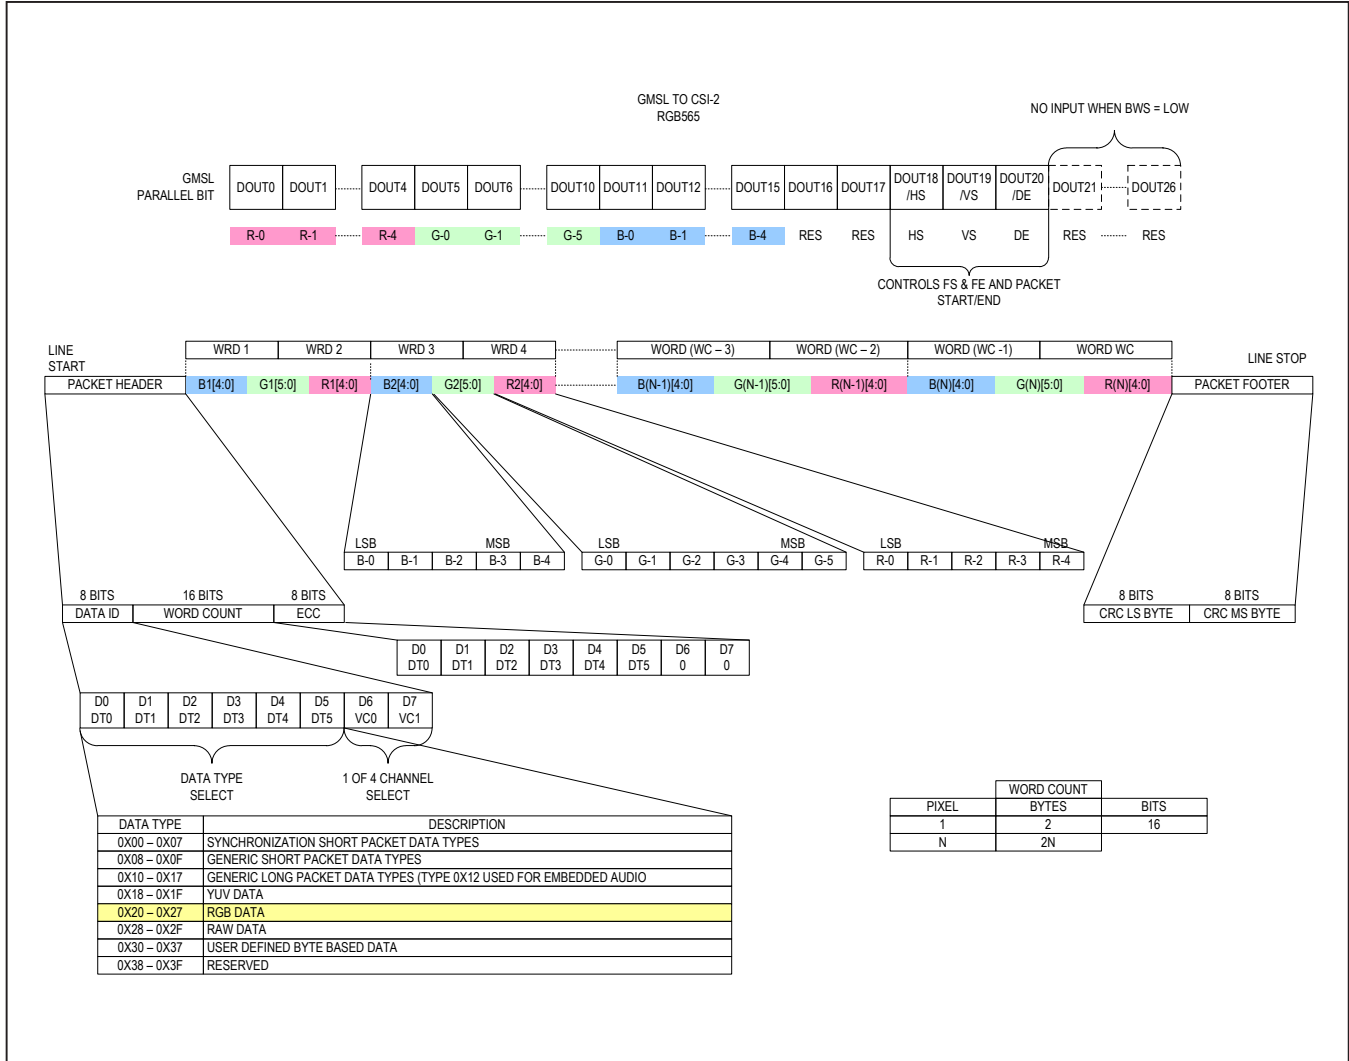 GMSL TO CSI-2
RGB565
NO INPUT WHEN BWS = LOW
GMSL
PARALLEL BIT
DOUT0 DOUT1 DOUT4 DOUT5 DOUT6 DOUT10 DOUT11 DOUT12 DOUT15 DOUT16 DOUT17 DOUT18 /HS DOUT19 /VS DOUT20 /DE DOUT21 DOUT26
R-0 R-1 R-4 G-0 G-1 G-5 B-0 B-1 B-4 RES RES HS VS DE RES RES
CONTROLS FS & FE AND PACKET
START/END
LINE
START
WRD 1 WRD 2 WRD 3 WRD 4 WORD (WC – 3) WORD (WC – 2) WORD (WC -1) WORD WC
LINE STOP
PACKET HEADER B1[4:0] G1[5:0] R1[4:0] B2[4:0] G2[5:0] R2[4:0] B(N-1)[4:0] G(N-1)[5:0] R(N-1)[4:0] B(N)[4:0] G(N)[5:0] R(N)[4:0] PACKET FOOTER
LSB MSB LSB MSB LSB MSB
B-0 B-1 B-2 B-3 B-4 G-0 G-1 G-2 G-3 G-4 G-5 R-0 R-1 R-2 R-3 R-4
8 BITS 16 BITS 8 BITS 8 BITS 8 BITS
DATA ID WORD COUNT ECC CRC LS BYTE CRC MS BYTE
D0 D1 D2 D3 D4 D5 D6 D7
DT0 DT1 DT2 DT3 DT4 DT5 0 0
D0 D1 D2 D3 D4 D5 D6 D7
DT0 DT1 DT2 DT3 DT4 DT5 VC0 VC1
DATA TYPE
SELECT
1 OF 4 CHANNEL
SELECT
WORD COUNT
PIXEL BYTES BITS
1 2 16
N 2N
DATA TYPE DESCRIPTION
0X00 – 0X07 SYNCHRONIZATION SHORT PACKET DATA TYPES
0X08 – 0X0F GENERIC SHORT PACKET DATA TYPES
0X10 – 0X17 GENERIC LONG PACKET DATA TYPES (TYPE 0X12 USED FOR EMBEDDED AUDIO
0X18 – 0X1F YUV DATA
0X20 – 0X27 RGB DATA
0X28 – 0X2F RAW DATA
0X30 – 0X37 USER DEFINED BYTE BASED DATA
0X38 – 0X3F RESERVED